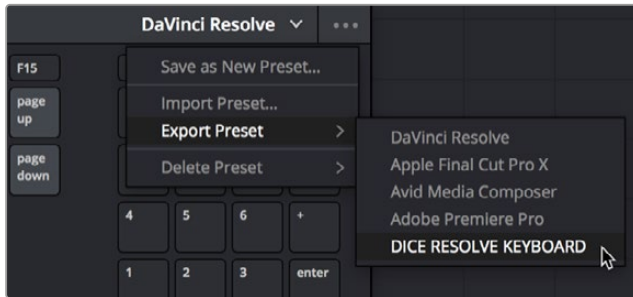 DaVinci Resolve
F15
Save as New Preset...
page
up
Import Preset...
Export Preset
DaVinci Resolve
page
down
Delete Preset
Apple Final Cut Pro X
Avid Media Composer
4 5 6 +
Adobe Premiere Pro
DICE RESOLVE KEYBOARD
1 2 3 enter